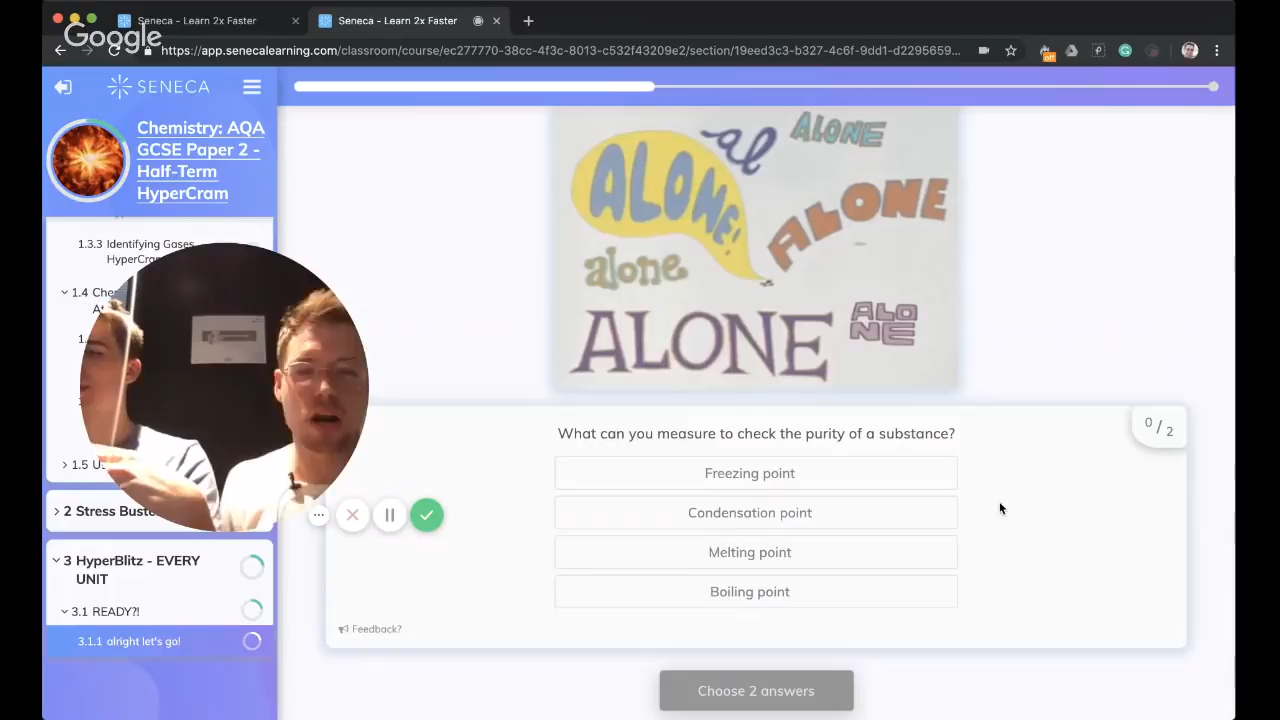 Seneca - Learn 2x Faster
Seneca - Learn 2x Faster
Google
https://app.senecalearning.com/classroom/course/ec277770-38cc-4f3c-8013-c532f43209e2/section/19eed3c3-b327-4c6f-9dd1-d2295659...
off
SENECA
Chemistry: AQA
GCSE Paper 2 -
Half-Term
HyperCram
1.3.3 Identifying Gases
1.4
1.5
2 Stress
3 HyperBlitz - EVERY
UNIT
3.1 READY?!
3.1.1 alright let's go!
al
ALONE
ALONE!
ALONE
alone
ALONE
ALO
NE
0 / 2
What can you measure to check the purity of a substance?
Freezing point
Condensation point
Melting point
Boiling point
Feedback?
Choose 2 answers